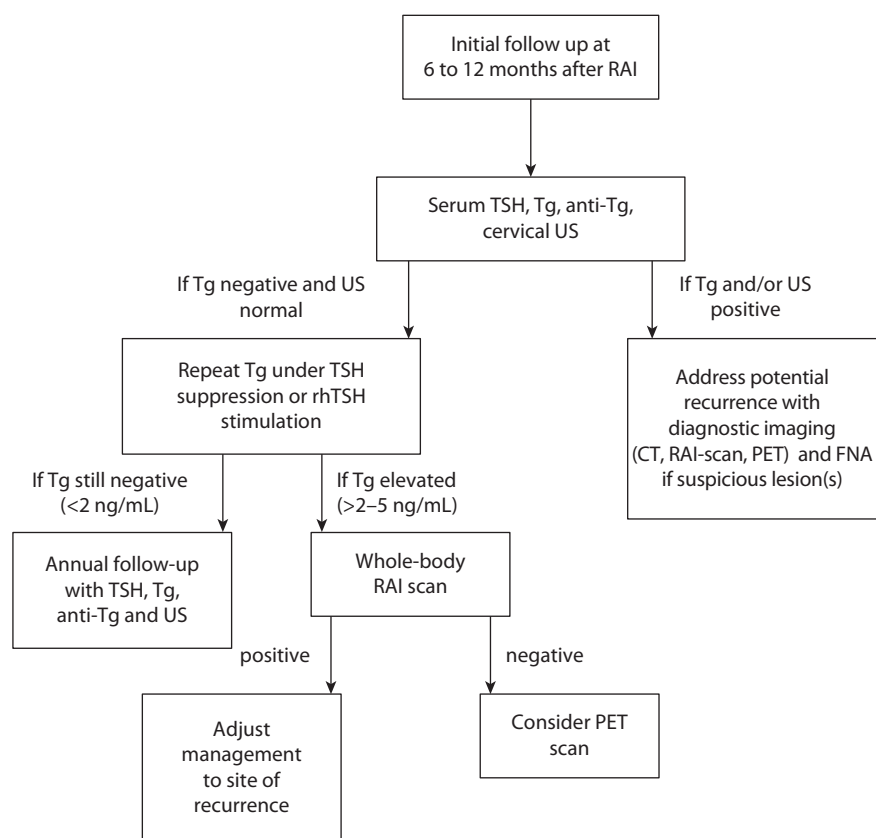 Initial follow up at
6 to 12 months after RAI
Serum TSH, Tg, anti-Tg,
cervical US
If Tg negative and US
normal
If Tg and/or US
positive
Repeat Tg under TSH
suppression or rhTSH
stimulation
Address potential
recurrence with
diagnostic imaging
(CT, RAI-scan, PET) and FNA
if suspicious lesion(s)
If Tg still negative
(<2 ng/mL)
If Tg elevated
(>2–5 ng/mL)
Annual follow-up
with TSH, Tg,
anti-Tg and US
Whole-body
RAI scan
positive
negative
Adjust
management
to site of
recurrence
Consider PET
scan